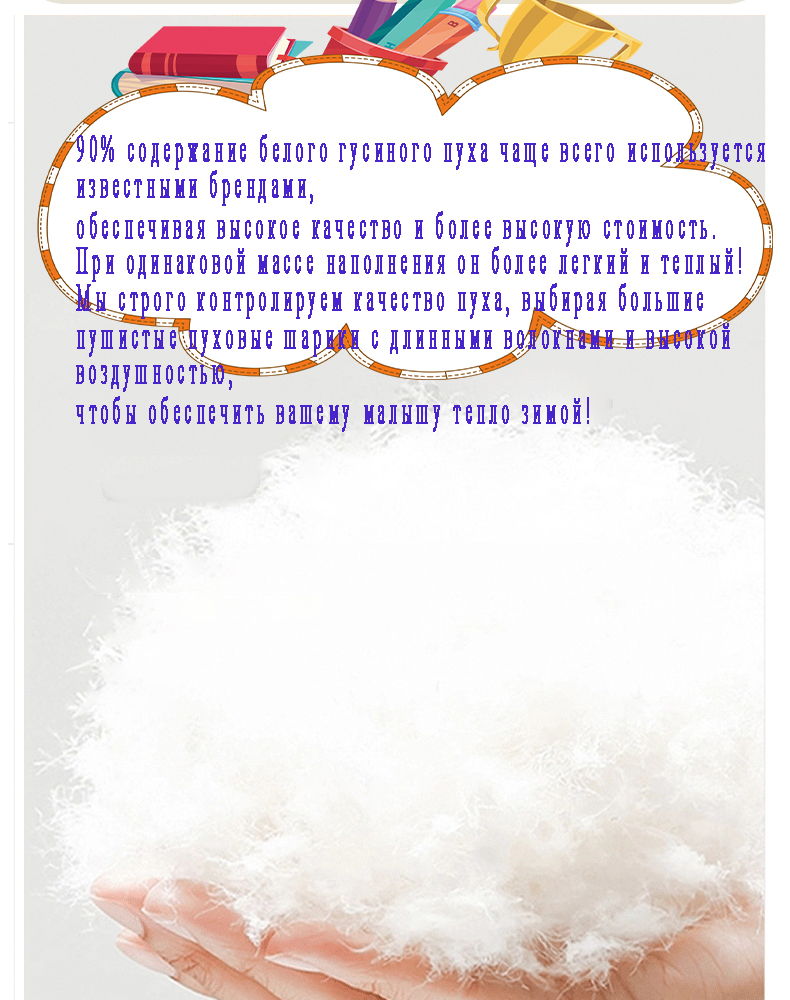 90% содержание белого гусиного пуха чаще всего используется
известными брендами,
обеспечивая высокое качество и более высокую стоимость.
При одинаковой массе наполнения он более легкий и теплый!
Мы строго контролируем качество пуха, выбирая большие
пушистые духовые шарики с длинными волокнами и высокой
воздушностью,
чтобы обеспечить вашему малышу тепло зимой!